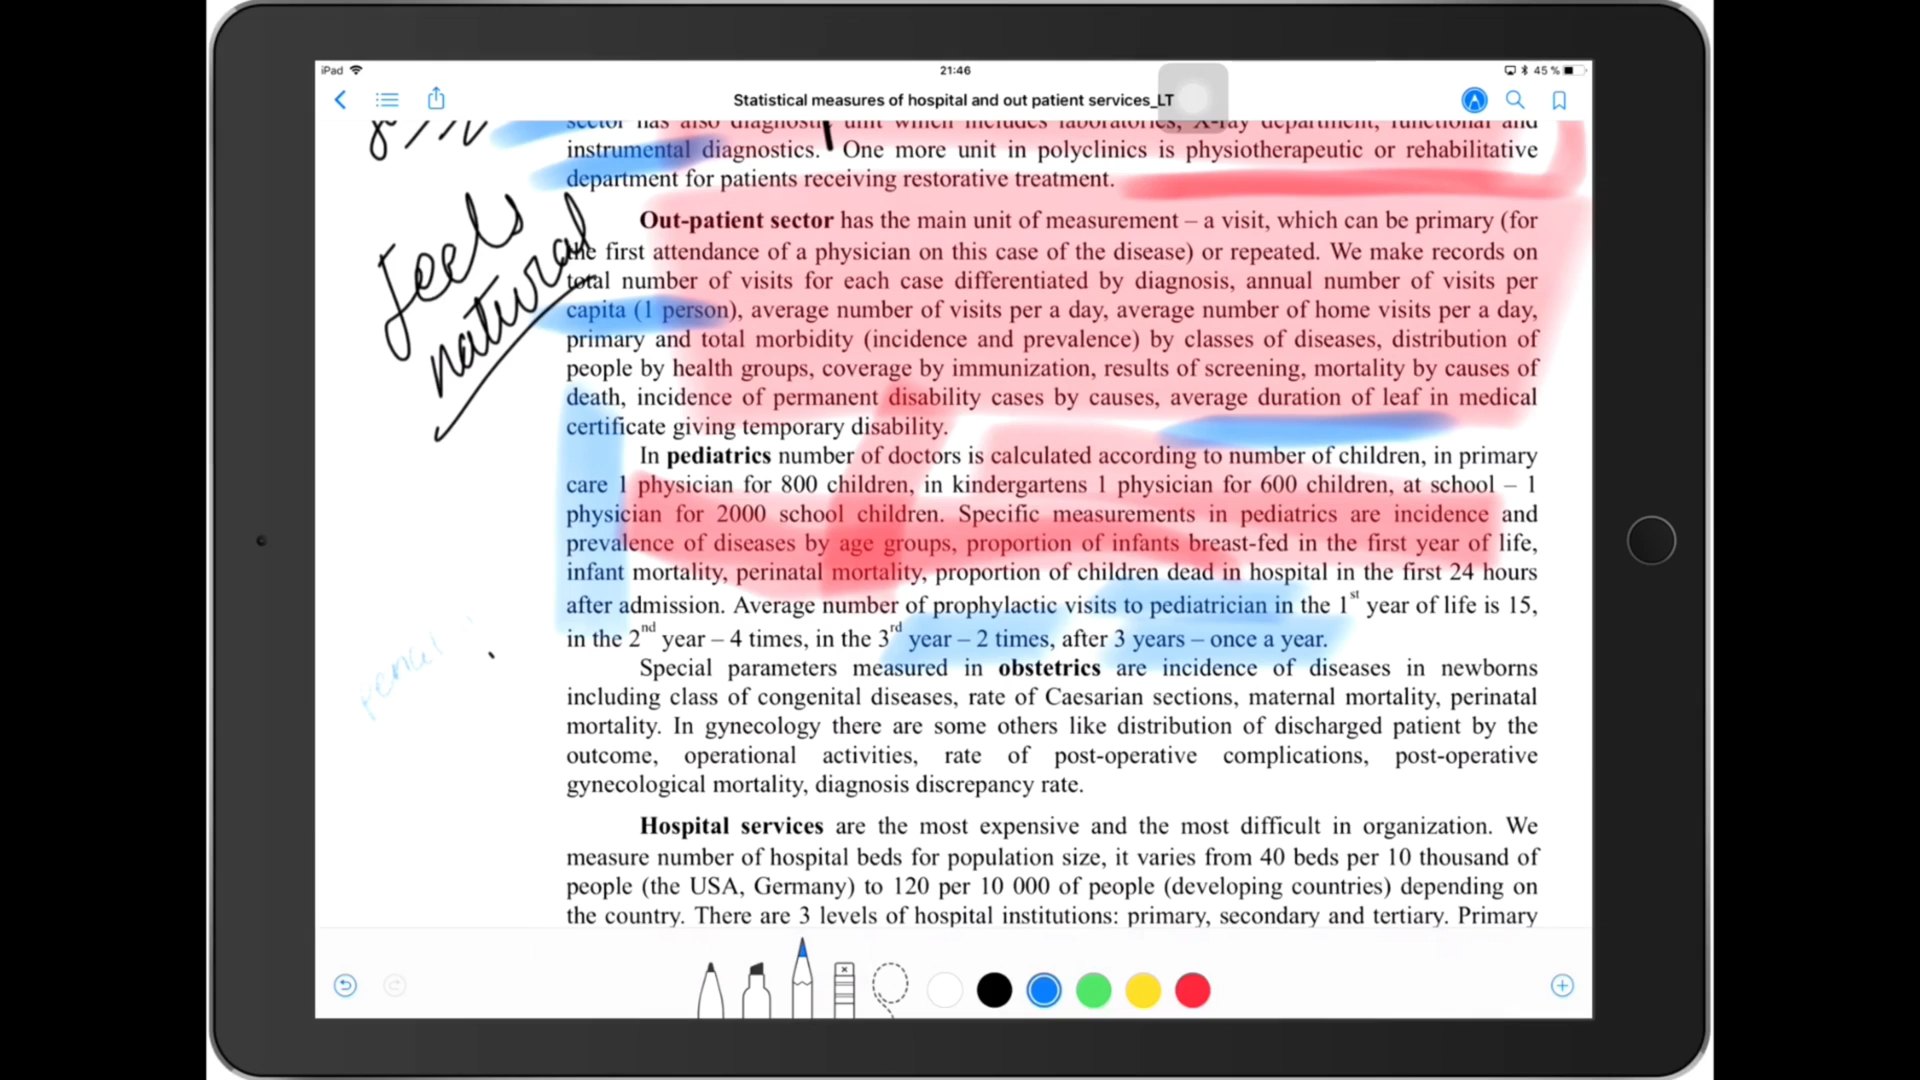 iPad
21:46
45 %
Statistical measures of hospital and out patient services_LT
sector has also diagnostic unit which includes laboratories, X-ray department, functional and
instrumental diagnostics. One more unit in polyclinics is physiotherapeutic or rehabilitative
department for patients receiving restorative treatment.
Feels
natural
Out-patient sector has the main unit of measurement – a visit, which can be primary (for
the first attendance of a physician on this case of the disease) or repeated. We make records on
total number of visits for each case differentiated by diagnosis, annual number of visits per
capita (1 person), average number of visits per a day, average number of home visits per a day,
primary and total morbidity (incidence and prevalence) by classes of diseases, distribution of
people by health groups, coverage by immunization, results of screening, mortality by causes of
death, incidence of permanent disability cases by causes, average duration of leaf in medical
certificate giving temporary disability.
In pediatrics number of doctors is calculated according to number of children, in primary
care 1 physician for 800 children, in kindergartens 1 physician for 600 children, at school – 1
physician for 2000 school children. Specific measurements in pediatrics are incidence and
prevalence of diseases by age groups, proportion of infants breast-fed in the first year of life,
infant mortality, perinatal mortality, proportion of children dead in hospital in the first 24 hours
after admission. Average number of prophylactic visits to pediatrician in the 1st year of life is 15,
in the 2nd year – 4 times, in the 3rd year – 2 times, after 3 years – once a year.
pencil
Special parameters measured in obstetrics are incidence of diseases in newborns
including class of congenital diseases, rate of Caesarian sections, maternal mortality, perinatal
mortality. In gynecology there are some others like distribution of discharged patient by the
outcome, operational activities, rate of post-operative complications, post-operative
gynecological mortality, diagnosis discrepancy rate.
Hospital services are the most expensive and the most difficult in organization. We
measure number of hospital beds for population size, it varies from 40 beds per 10 thousand of
people (the USA, Germany) to 120 per 10 000 of people (developing countries) depending on
the country. There are 3 levels of hospital institutions: primary, secondary and tertiary. Primary